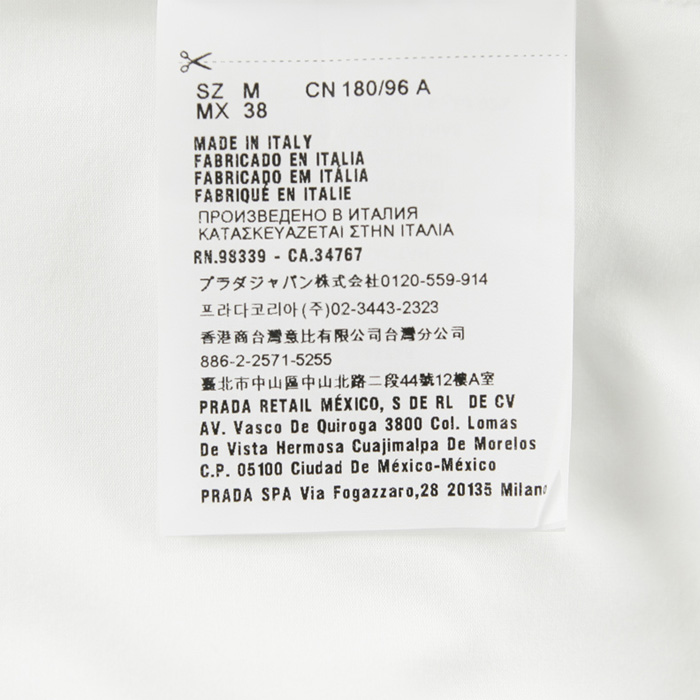 SZ M CN 180/96 A
MX 38
MADE IN ITALY
FABRICADO EN ITALIA
FABRICADO EM ITÁLIA
FABRIQUÉ EN ITALIE
ПРОИЗВЕДЕНО В ИТАЛИЯ
ΚΑΤΑΣΚΕΥΑΖΕΤΑΙ ΣΤΗΝ ΙΤΑΛΙΑ
RN.98339 - CA.34767
プラダジャパン株式会社0120-559-914
프라다코리아(주)02-3443-2323
香港商台灣意比有限公司台灣分公司
886-2-2571-5255
臺北市中山區中山北路二段44號12樓A室
PRADA RETAIL MÉXICO, S DE RL DE CV
AV. Vasco De Quiroga 3800 Col. Lomas
De Vista Hermosa Cuajimalpa De Morelos
C.P. 05100 Ciudad De México-México
PRADA SPA Via Fogazzaro,28 20135 Milano